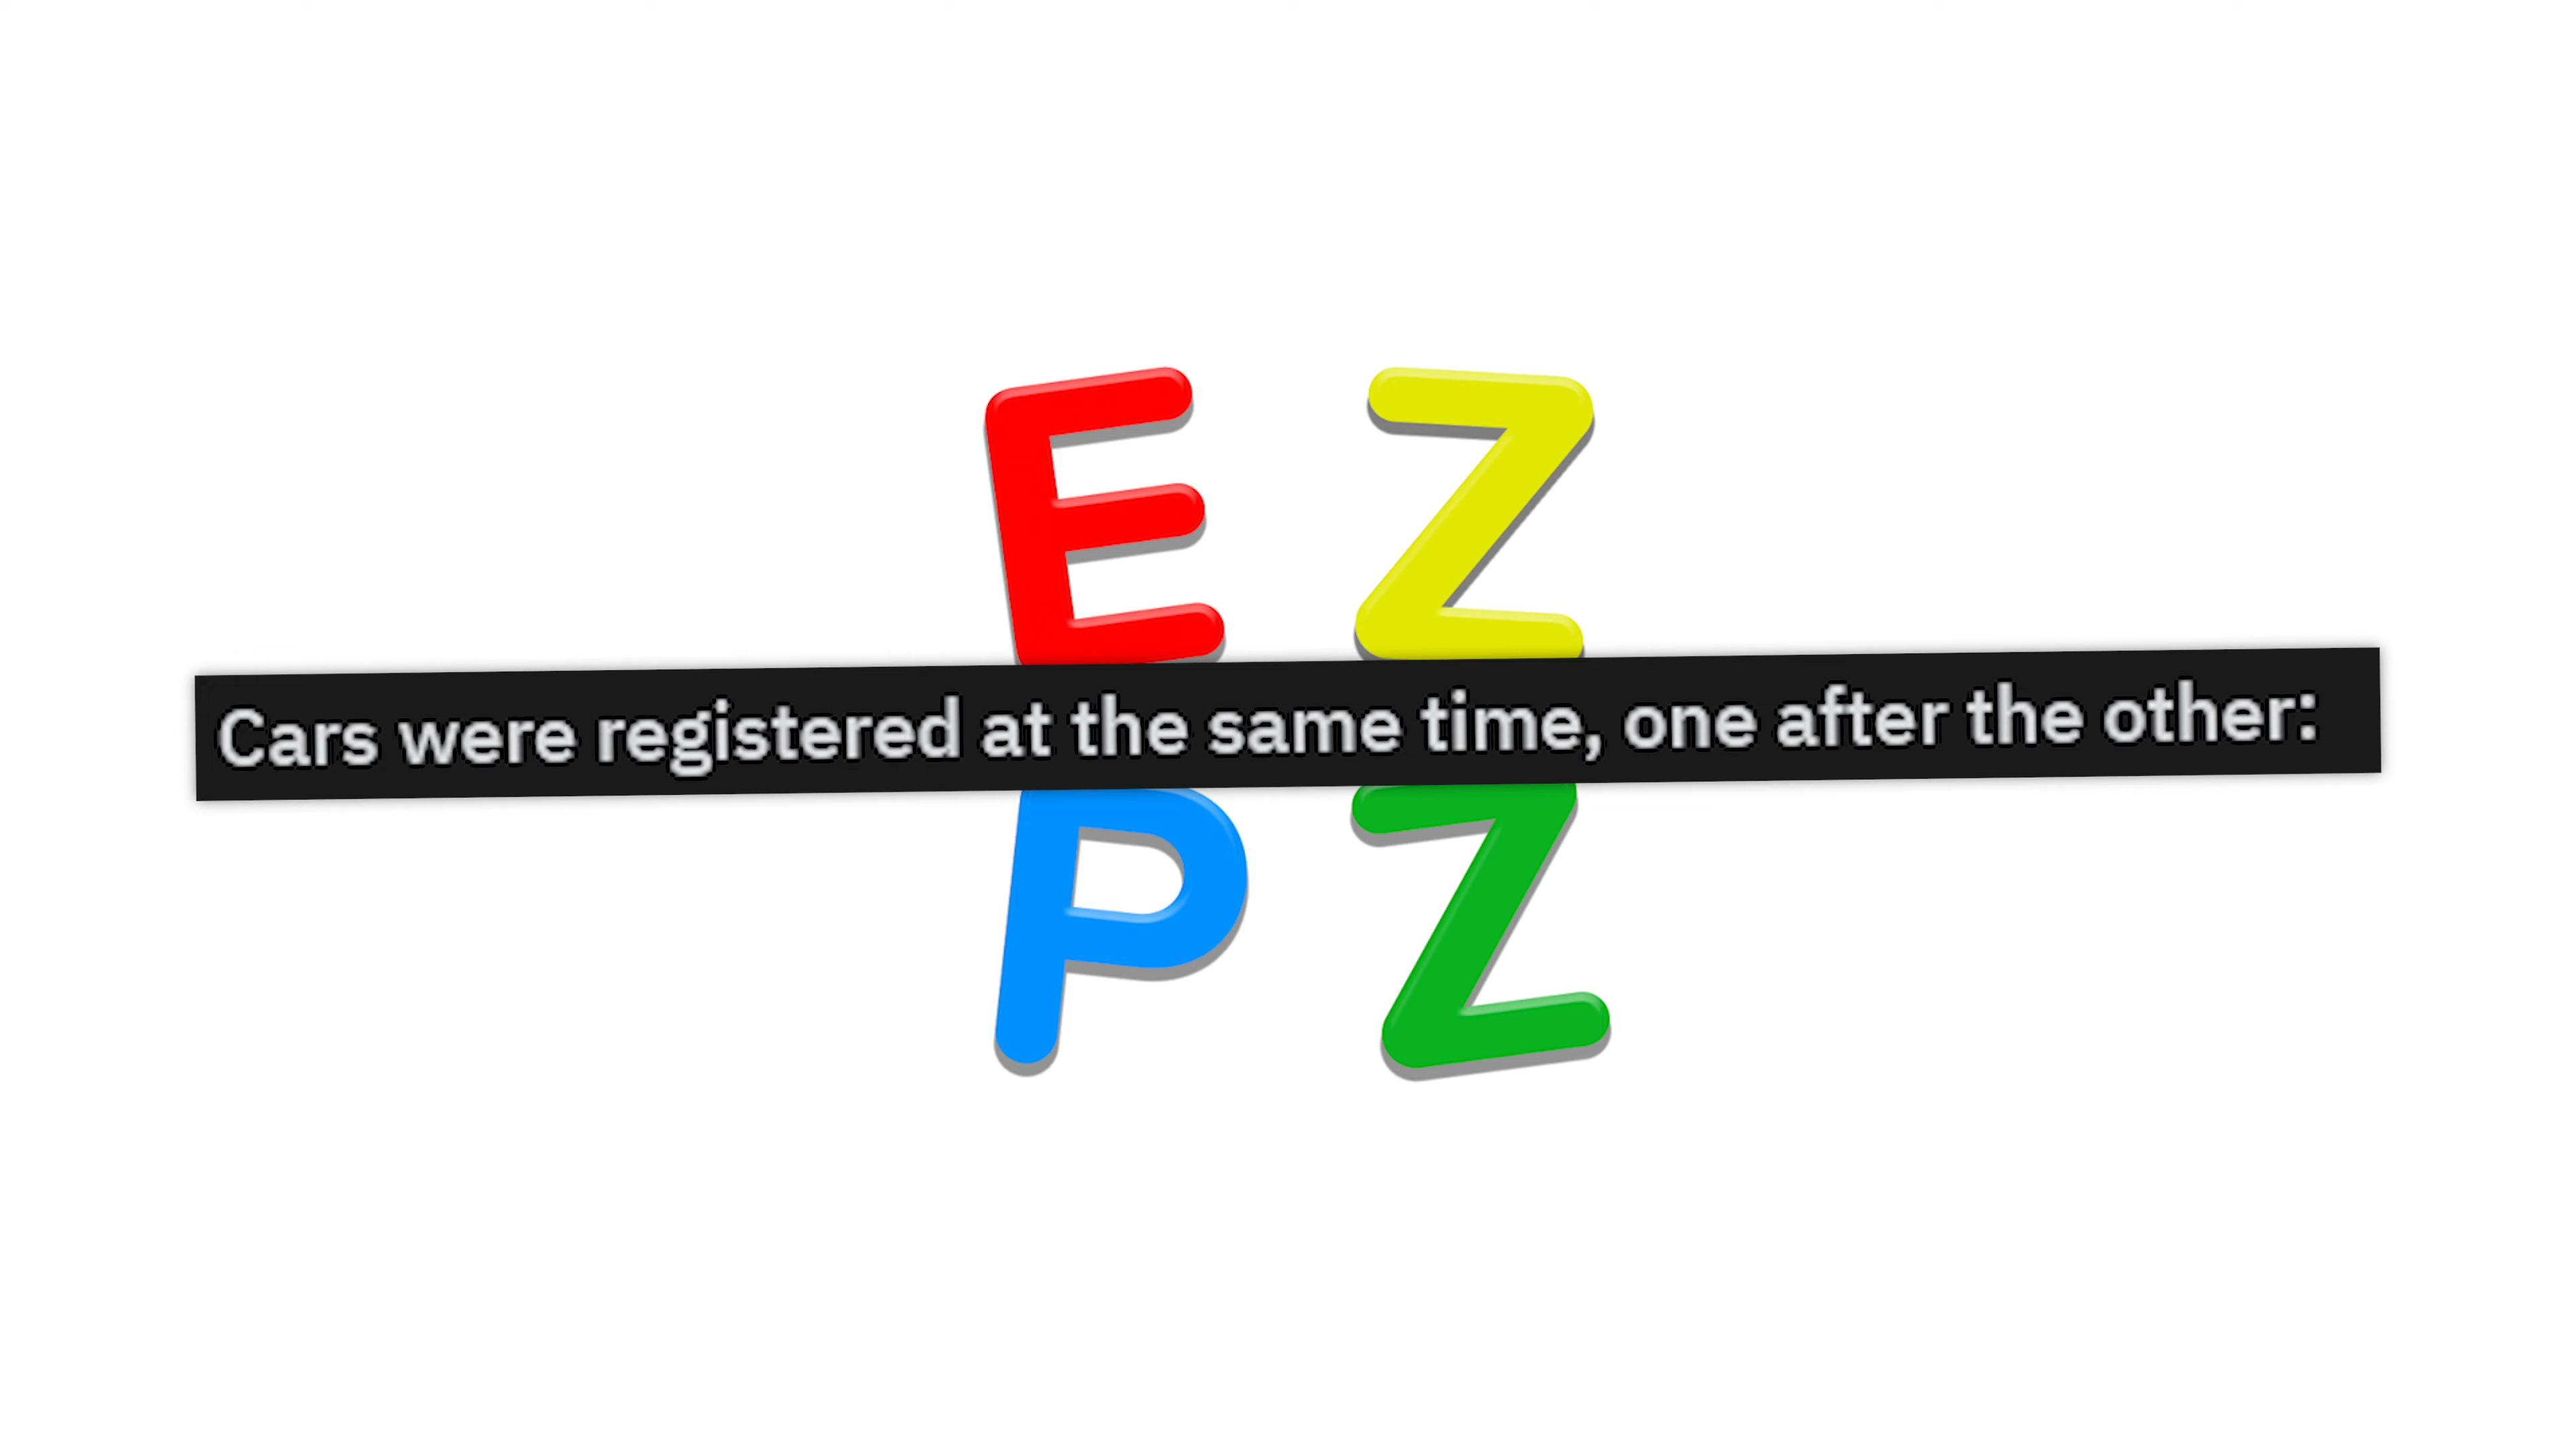 E Z
Cars were registered at the same time, one after the other:
P Z